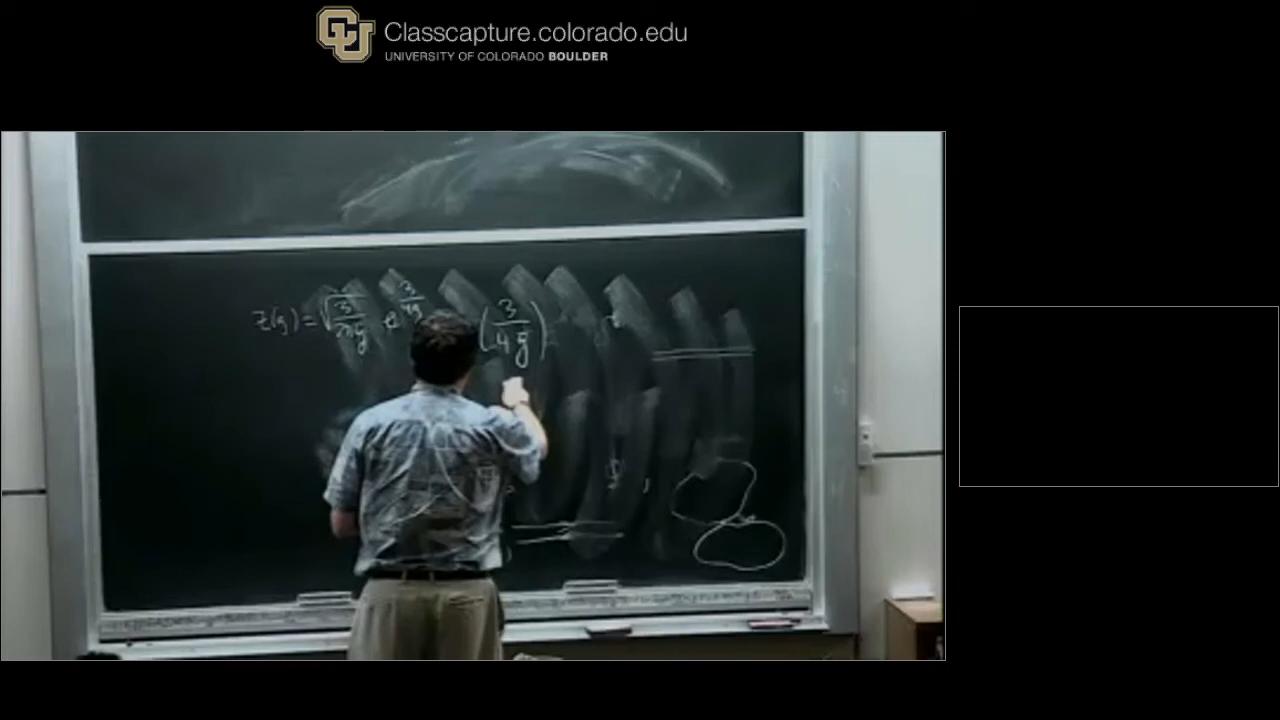 Classcapture.colorado.edu
UNIVERSITY OF COLORADO BOULDER
Z(g) = √(3/2πg) e^(3/4g) (3/4g)